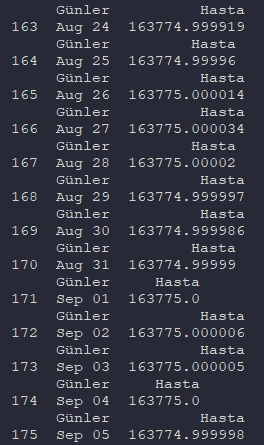 Günler Hasta
163 Aug 24 163774.999919
Günler Hasta
164 Aug 25 163774.99996
Günler Hasta
165 Aug 26 163775.000014
Günler Hasta
166 Aug 27 163775.000034
Günler Hasta
167 Aug 28 163775.00002
Günler Hasta
168 Aug 29 163774.999997
Günler Hasta
169 Aug 30 163774.999986
Günler Hasta
170 Aug 31 163774.99999
Günler Hasta
171 Sep 01 163775.0
Günler Hasta
172 Sep 02 163775.000006
Günler Hasta
173 Sep 03 163775.000005
Günler Hasta
174 Sep 04 163775.0
Günler Hasta
175 Sep 05 163774.999998